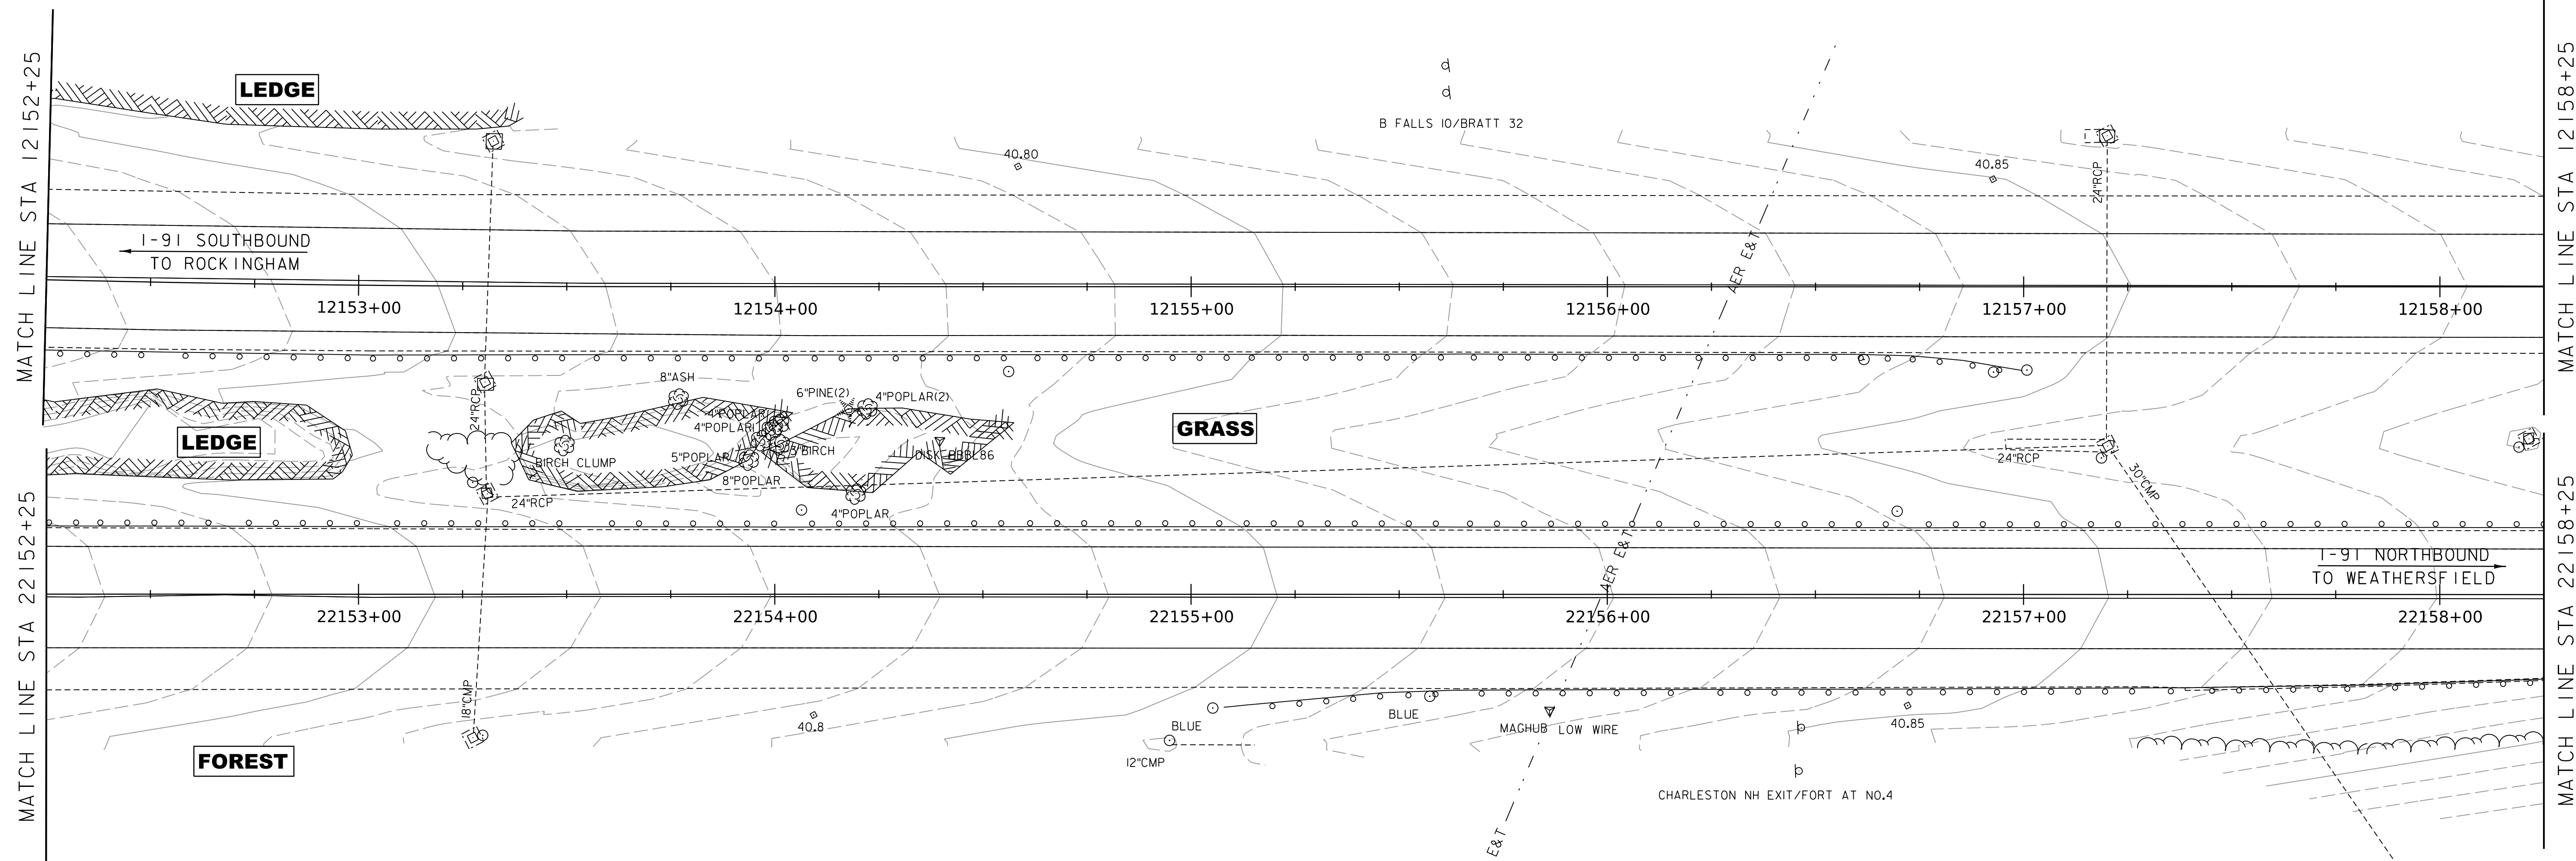 MATCH LINE STA 12152+25
LEDGE
B FALLS 10/BRATT 32
MATCH LINE STA 12158+25
40.80
40.85
24"RCP
I-91 SOUTHBOUND
TO ROCKINGHAM
AER E&T
12153+00
12154+00
12155+00
12156+00
12157+00
12158+00
8"ASH
6"PINE(2)
4"POPLAR(2)
24"RCP
4"POPLAR
4"POPLAR
LEDGE
GRASS
BIRCH CLUMP
5"POPLAR
3"BIRCH
8"POPLAR
24"RCP
30"CMP
24"RCP
4"POPLAR
MATCH LINE STA 22152+25
AER E&T
I-91 NORTHBOUND
TO WEATHERSFIELD
MATCH LINE STA 22158+25
22153+00
22154+00
22155+00
22156+00
22157+00
22158+00
18"CMP
40.8
BLUE
BLUE
MAGHUB LOW WIRE
40.85
FOREST
12"CMP
CHARLESTON NH EXIT/FORT AT NO.4
E&T